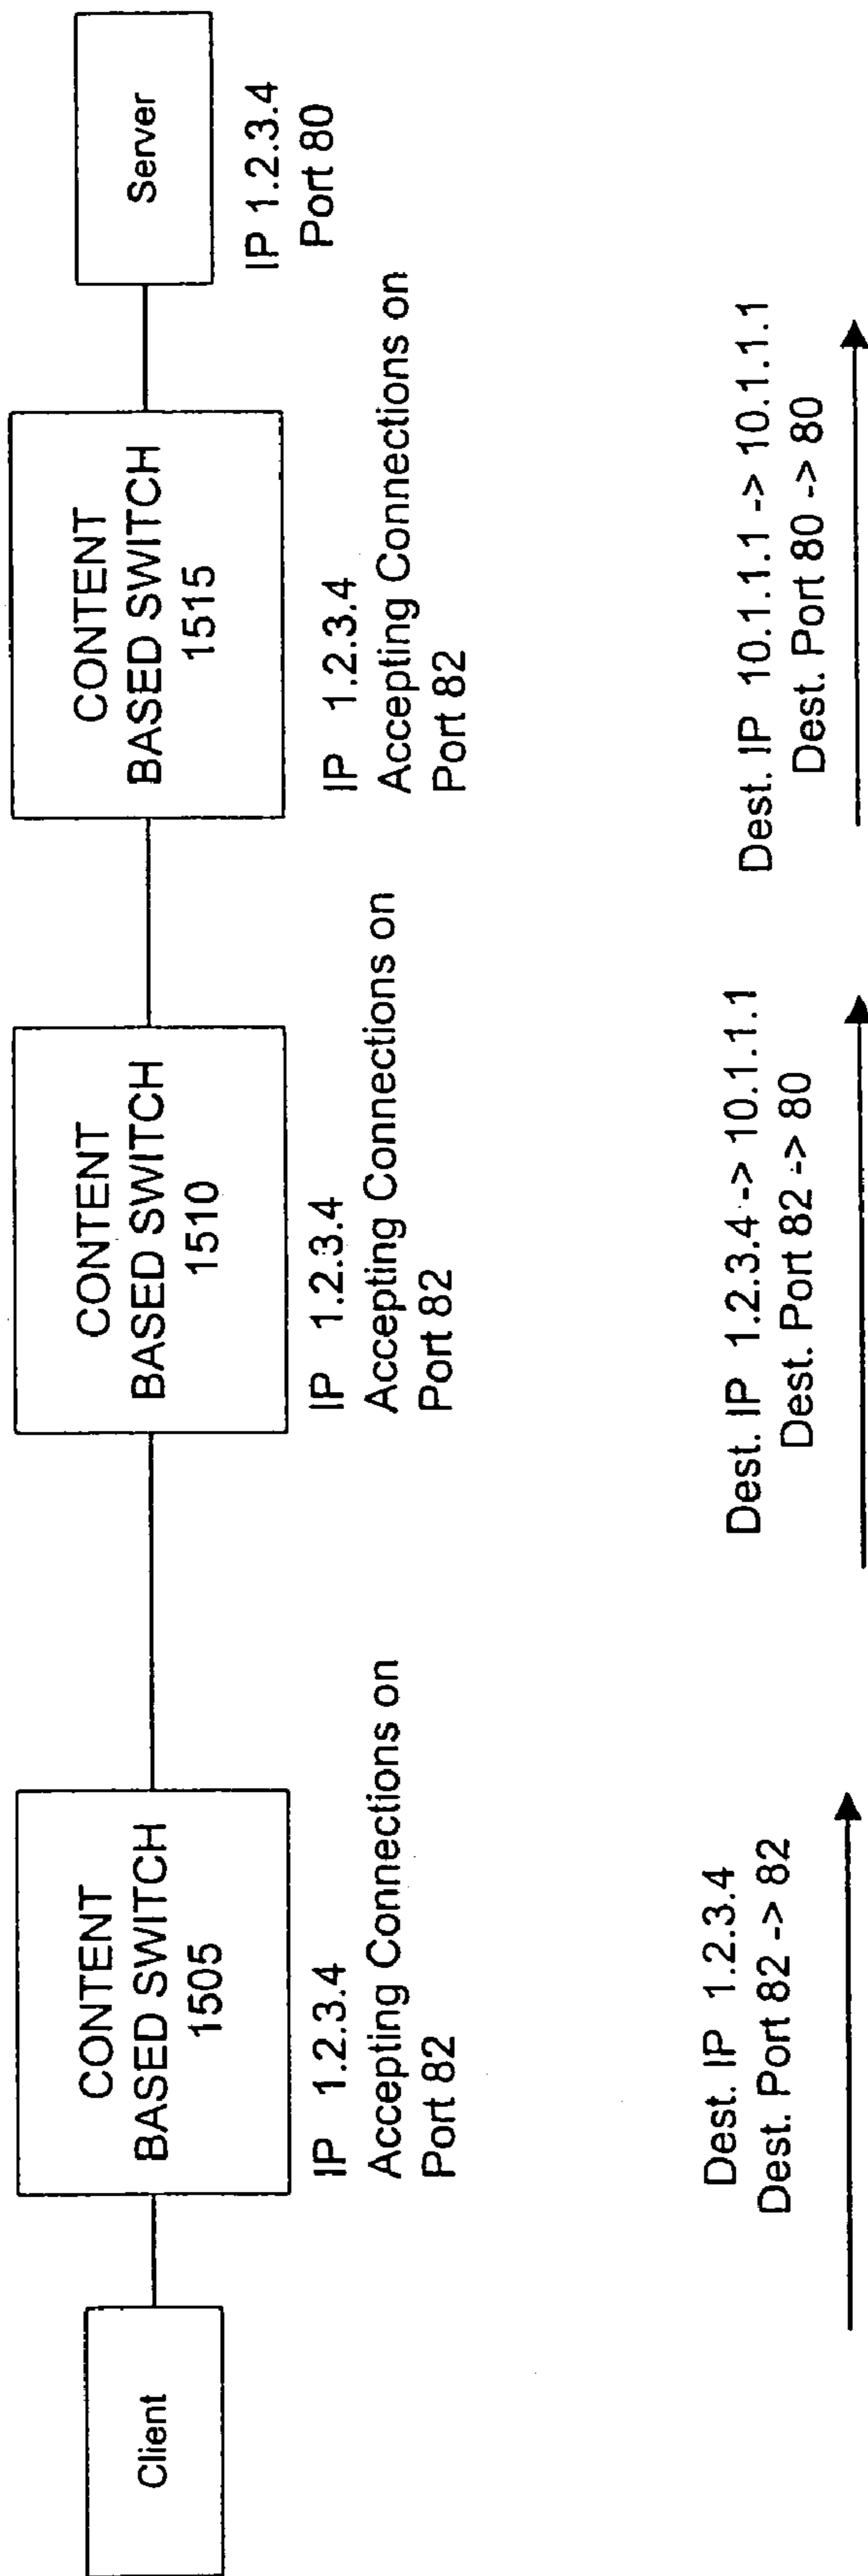 Client
CONTENT
BASED SWITCH
1505
IP 1.2.3.4
Accepting Connections on
Port 82
CONTENT
BASED SWITCH
1510
IP 1.2.3.4
Accepting Connections on
Port 82
CONTENT
BASED SWITCH
1515
IP 1.2.3.4
Accepting Connections on
Port 82
Server
IP 1.2.3.4
Port 80
Dest. IP 1.2.3.4
Dest. Port 82 -> 82
Dest. IP 1.2.3.4 -> 10.1.1.1
Dest. Port 82 -> 80
Dest. IP 10.1.1.1 -> 10.1.1.1
Dest. Port 80 -> 80